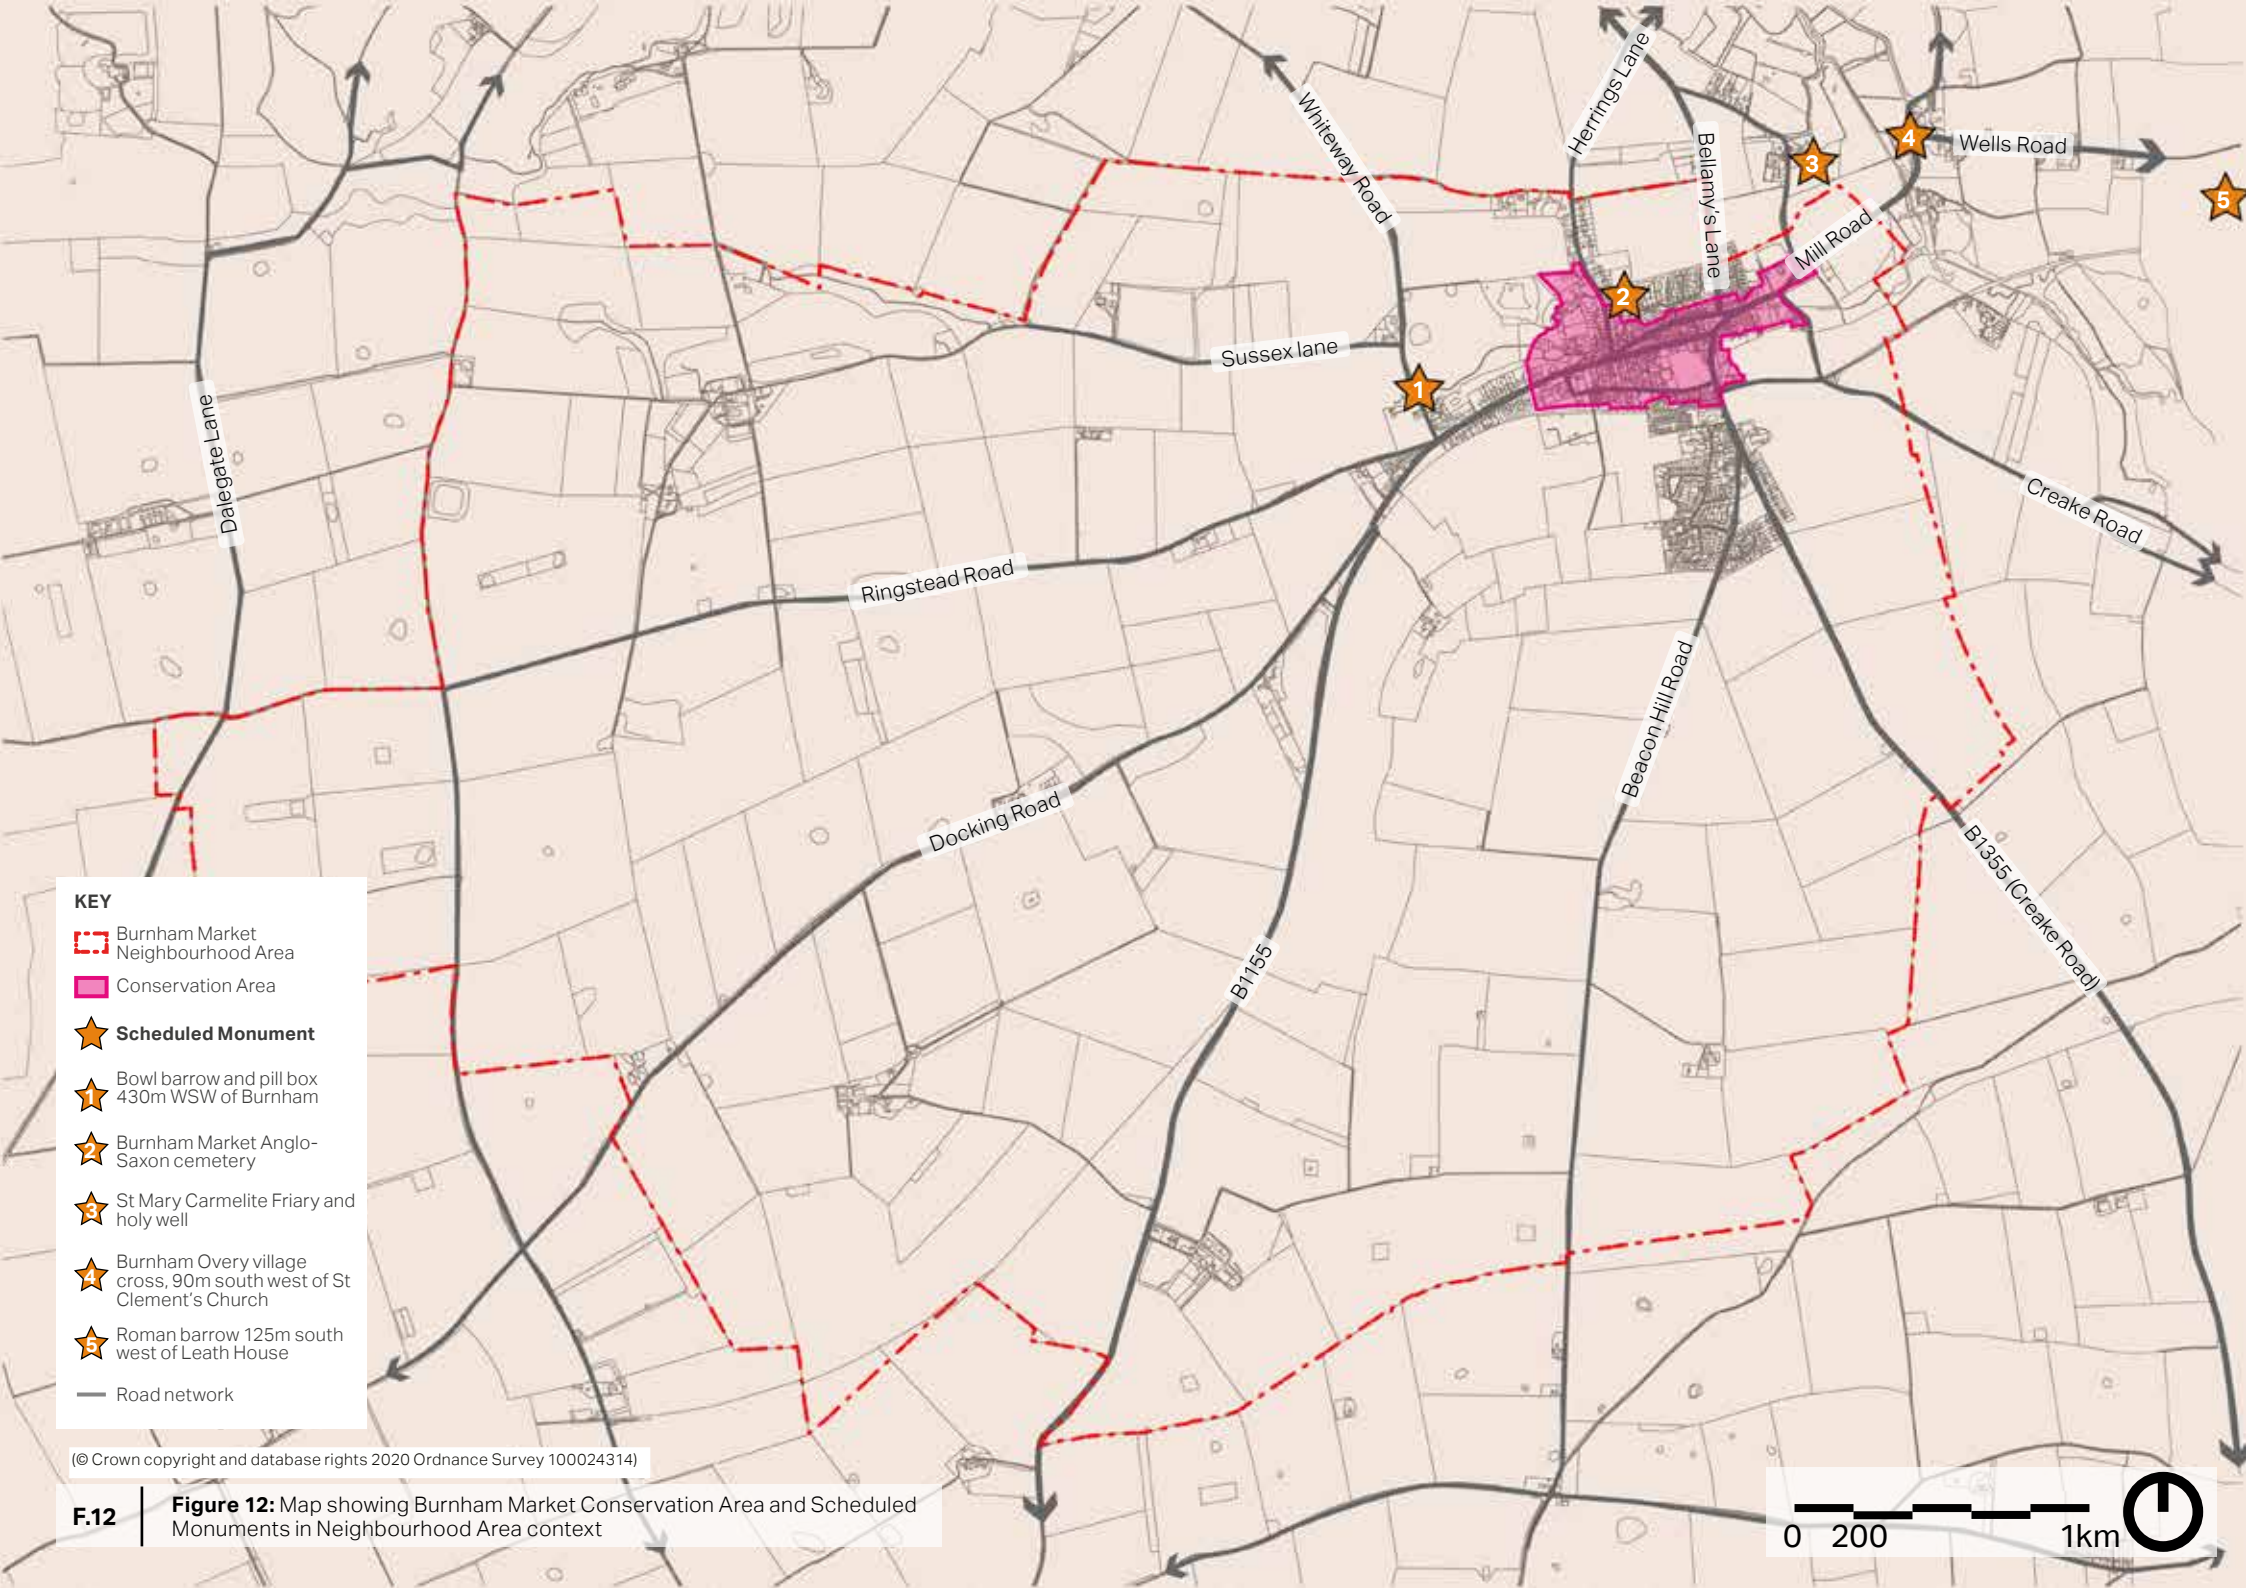 Herrings Lane
Whiteway Road
Bellamy's Lane
4
Wells Road
3
5
Mill Road
2
Sussex lane
1
Dalegate Lane
Creake Road
Ringstead Road
Beacon Hill Road
Docking Road
B1355 (Creake Road)
B1155
KEY
Burnham Market
Neighbourhood Area
Conservation Area
Scheduled Monument
1
Bowl barrow and pill box
430m WSW of Burnham
2
Burnham Market Anglo-
Saxon cemetery
3
St Mary Carmelite Friary and
holy well
4
Burnham Overy village
cross, 90m south west of St
Clement's Church
5
Roman barrow 125m south
west of Leath House
Road network
(© Crown copyright and database rights 2020 Ordnance Survey 100024314)
F.12
Figure 12: Map showing Burnham Market Conservation Area and Scheduled
Monuments in Neighbourhood Area context
0 200 1km